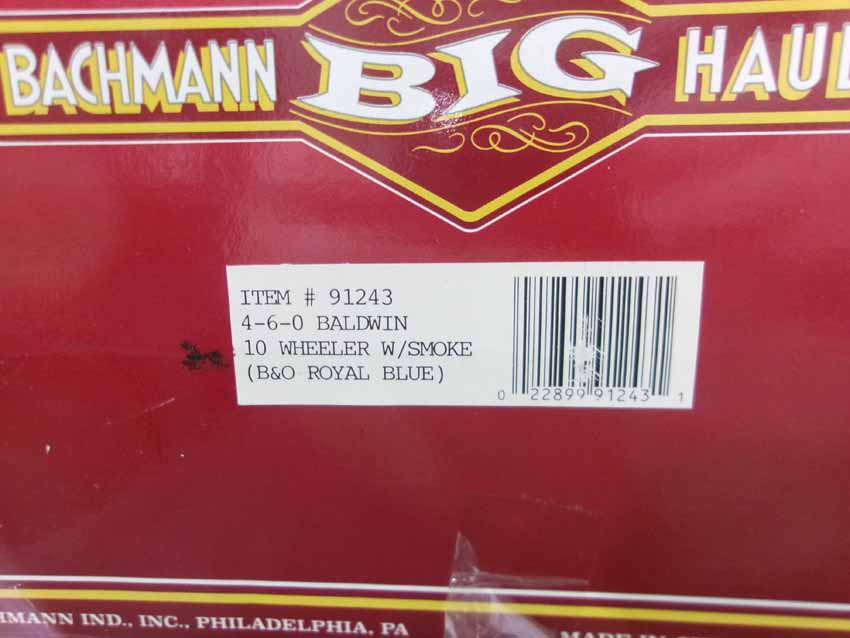 BACHMANN BIG HAUL
ITEM # 91243
4-6-0 BALDWIN
10 WHEELER W/SMOKE
(B&O ROYAL BLUE)
0 22899 91243 1
HMANN IND., INC., PHILADELPHIA, PA